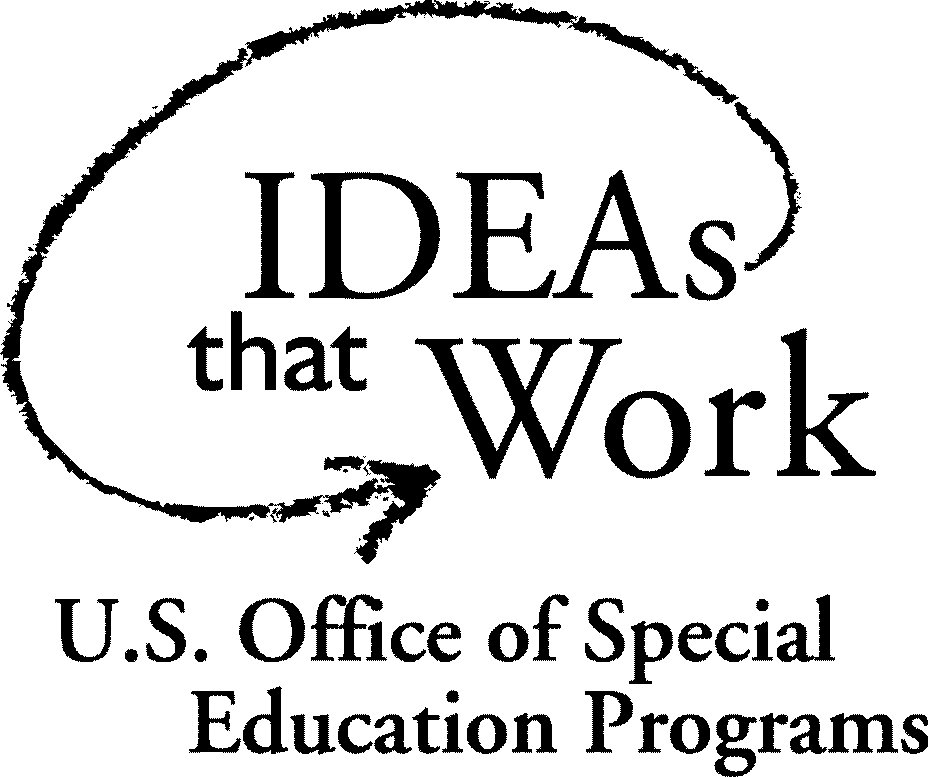 IDEAs
that Work
U.S. Office of Special
Education Programs